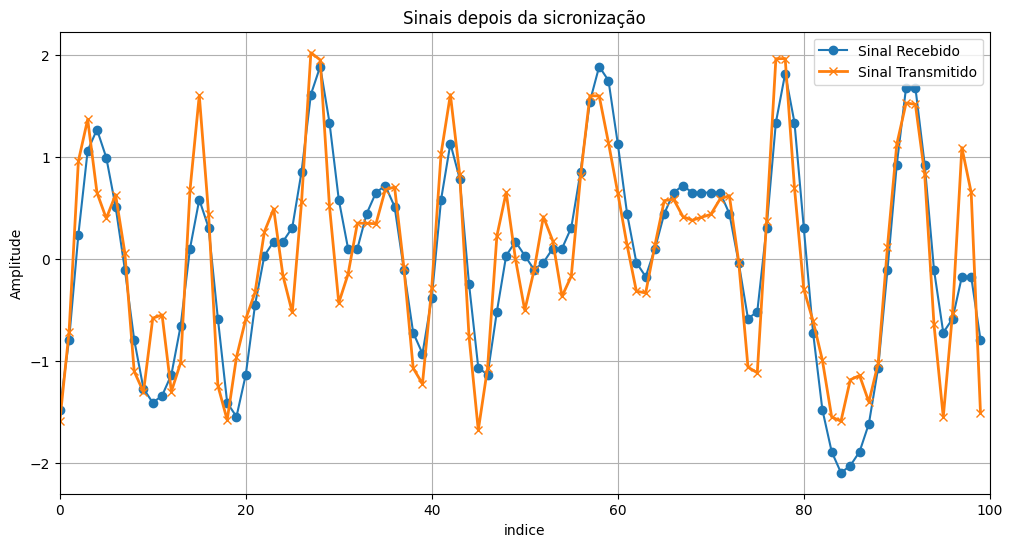 Sinais depois da sicronização
Sinal Recebido
Sinal Transmitido
Amplitude
2
1
0
−1
−2
0 20 40 60 80 100
indice